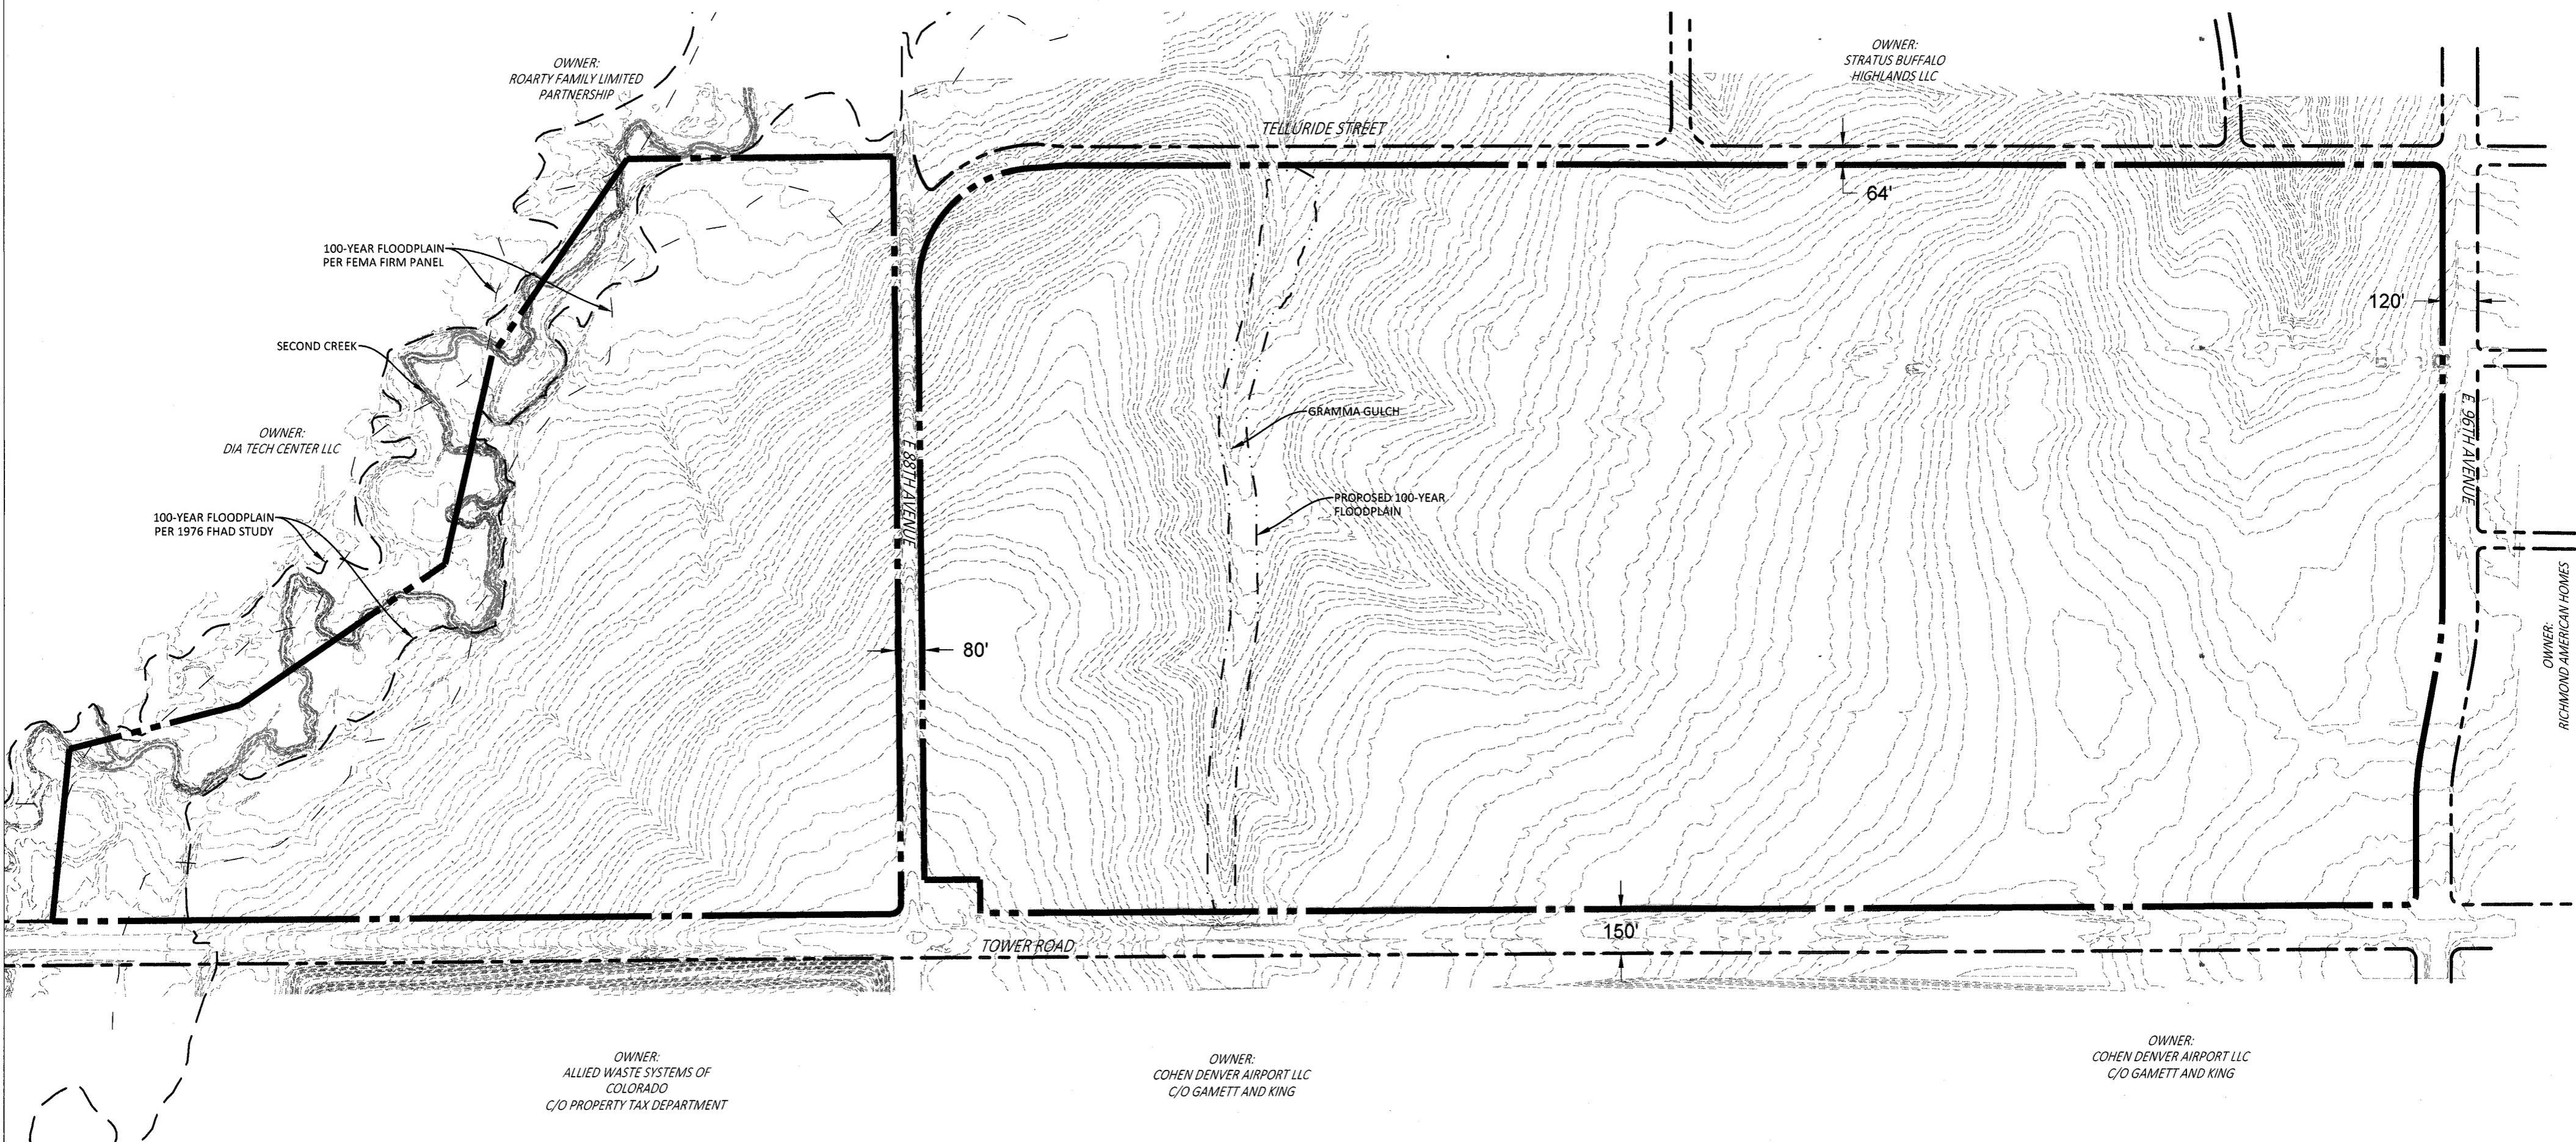 OWNER:
ROARTY FAMILY LIMITED
PARTNERSHIP
OWNER:
STRATUS BUFFALO
HIGHLANDS LLC
TELLURIDE STREET
64'
100-YEAR FLOODPLAIN
PER FEMA FIRM PANEL
120'
SECOND CREEK
GRAMMA GULCH
OWNER:
DIA TECH CENTER LLC
E 88TH AVENUE
E 96TH AVENUE
PROPOSED 100-YEAR
FLOODPLAIN
100-YEAR FLOODPLAIN
PER 1976 FHAD STUDY
80'
OWNER:
RICHMOND AMERICAN HOMES
150'
TOWER ROAD
OWNER:
ALLIED WASTE SYSTEMS OF
COLORADO
C/O PROPERTY TAX DEPARTMENT
OWNER:
COHEN DENVER AIRPORT LLC
C/O GAMETT AND KING
OWNER:
COHEN DENVER AIRPORT LLC
C/O GAMETT AND KING